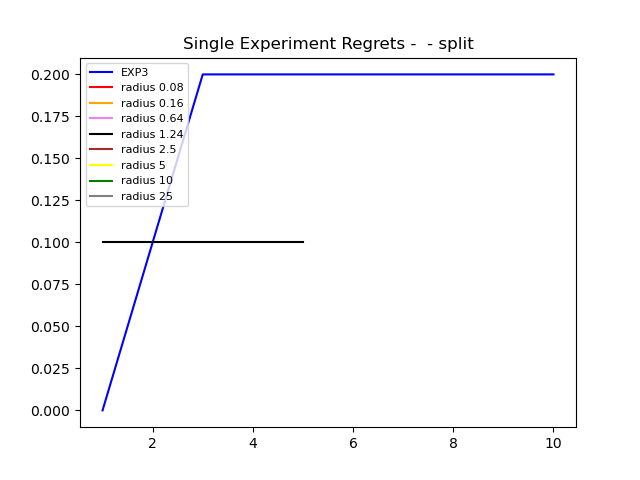 Single Experiment Regrets -  - split
EXP3
radius 0.08
radius 0.16
radius 0.64
radius 1.24
radius 2.5
radius 5
radius 10
radius 25
0.200
0.175
0.150
0.125
0.100
0.075
0.050
0.025
0.000
2 4 6 8 10